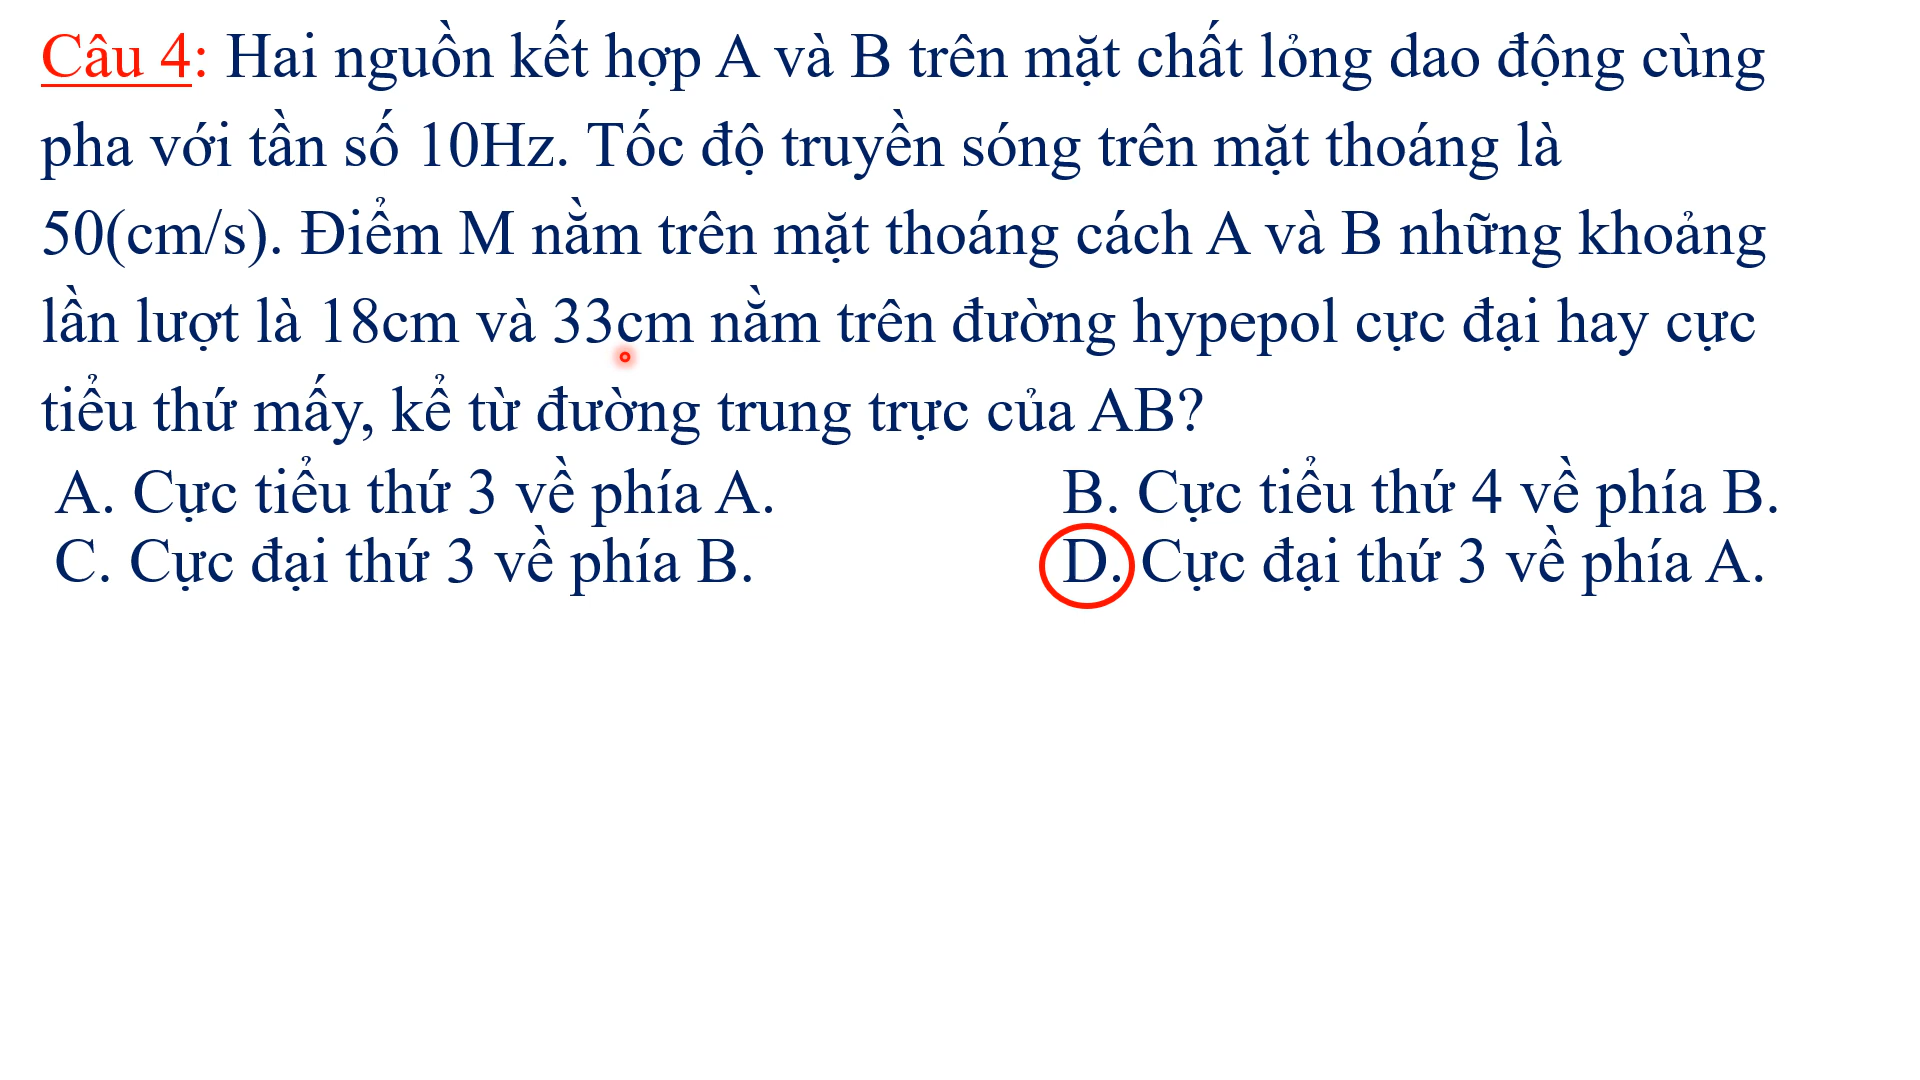 Câu 4: Hai nguồn kết hợp A và B trên mặt chất lỏng dao động cùng
pha với tần số 10Hz. Tốc độ truyền sóng trên mặt thoáng là
50(cm/s). Điểm M nằm trên mặt thoáng cách A và B những khoảng
lần lượt là 18cm và 33cm nằm trên đường hypepol cực đại hay cực
tiểu thứ mấy, kể từ đường trung trực của AB?
A. Cực tiểu thứ 3 về phía A.
B. Cực tiểu thứ 4 về phía B.
C. Cực đại thứ 3 về phía B.
D. Cực đại thứ 3 về phía A.